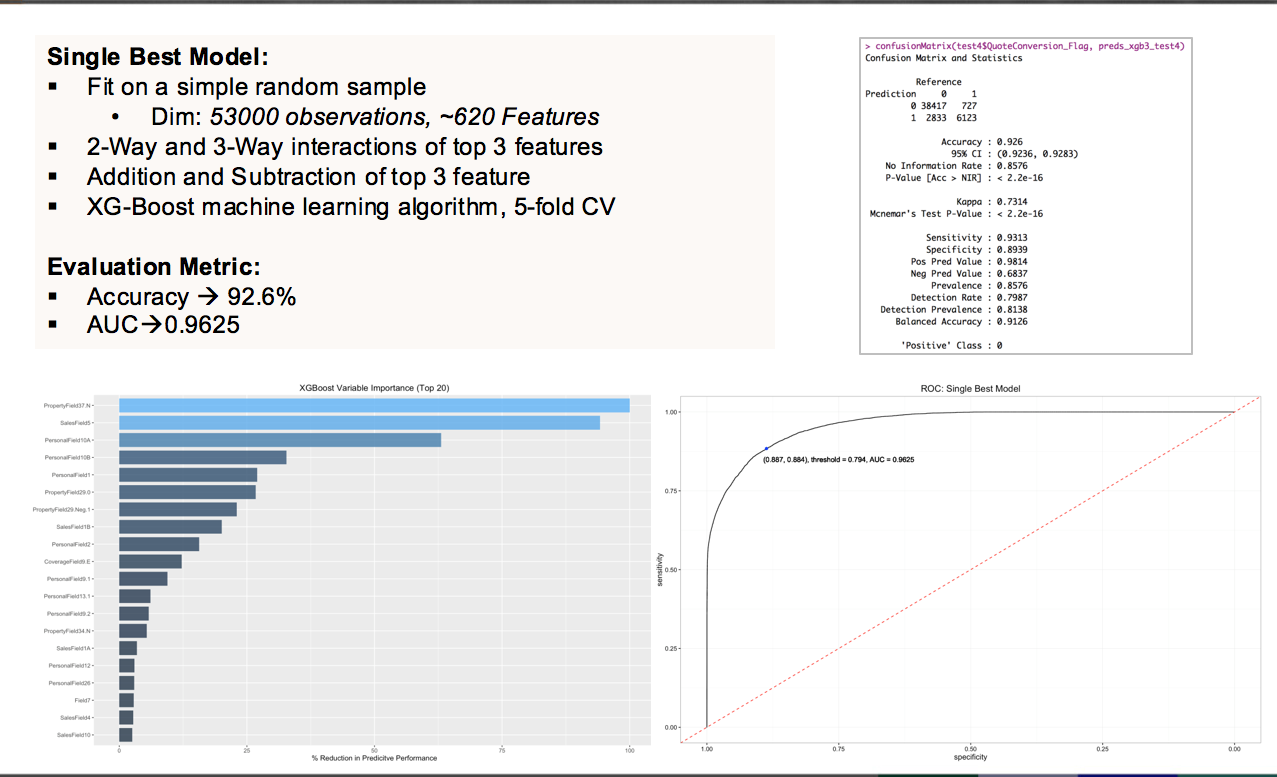 Single Best Model:
▪ Fit on a simple random sample
• Dim: 53000 observations, ~620 Features
▪ 2-Way and 3-Way interactions of top 3 features
▪ Addition and Subtraction of top 3 feature
▪ XG-Boost machine learning algorithm, 5-fold CV
Evaluation Metric:
▪ Accuracy → 92.6%
▪ AUC→0.9625
> confusionMatrix(test4$QuoteConversion_Flag, preds_xgb3_test4)
Confusion Matrix and Statistics
Reference
Prediction 0 1
0 38417 727
1 2833 6123
Accuracy : 0.926
95% CI : (0.9236, 0.9283)
No Information Rate : 0.8576
P-Value [Acc > NIR] : < 2.2e-16
Kappa : 0.7314
Mcnemar's Test P-Value : < 2.2e-16
Sensitivity : 0.9313
Specificity : 0.8939
Pos Pred Value : 0.9814
Neg Pred Value : 0.6837
Prevalence : 0.8576
Detection Rate : 0.7987
Detection Prevalence : 0.8138
Balanced Accuracy : 0.9126
'Positive' Class : 0
XGBoost Variable Importance (Top 20)
PropertyField37.N
SalesField5
PersonalField10A
PersonalField10B
PersonalField1
PropertyField29.0
PropertyField29.Neg.1
SalesField1B
PersonalField2
CoverageField9.E
PersonalField9.1
PersonalField13.1
PersonalField9.2
PropertyField34.N
SalesField1A
PersonalField12
PersonalField26
Field7
SalesField4
SalesField10
0 25 50 75 100
% Reduction in Predicitve Performance
ROC: Single Best Model
1.00
(0.887, 0.884), threshold = 0.794, AUC = 0.9625
0.75
0.50
sensitivity
0.25
0.00
1.00 0.75 0.50 0.25 0.00
specificity